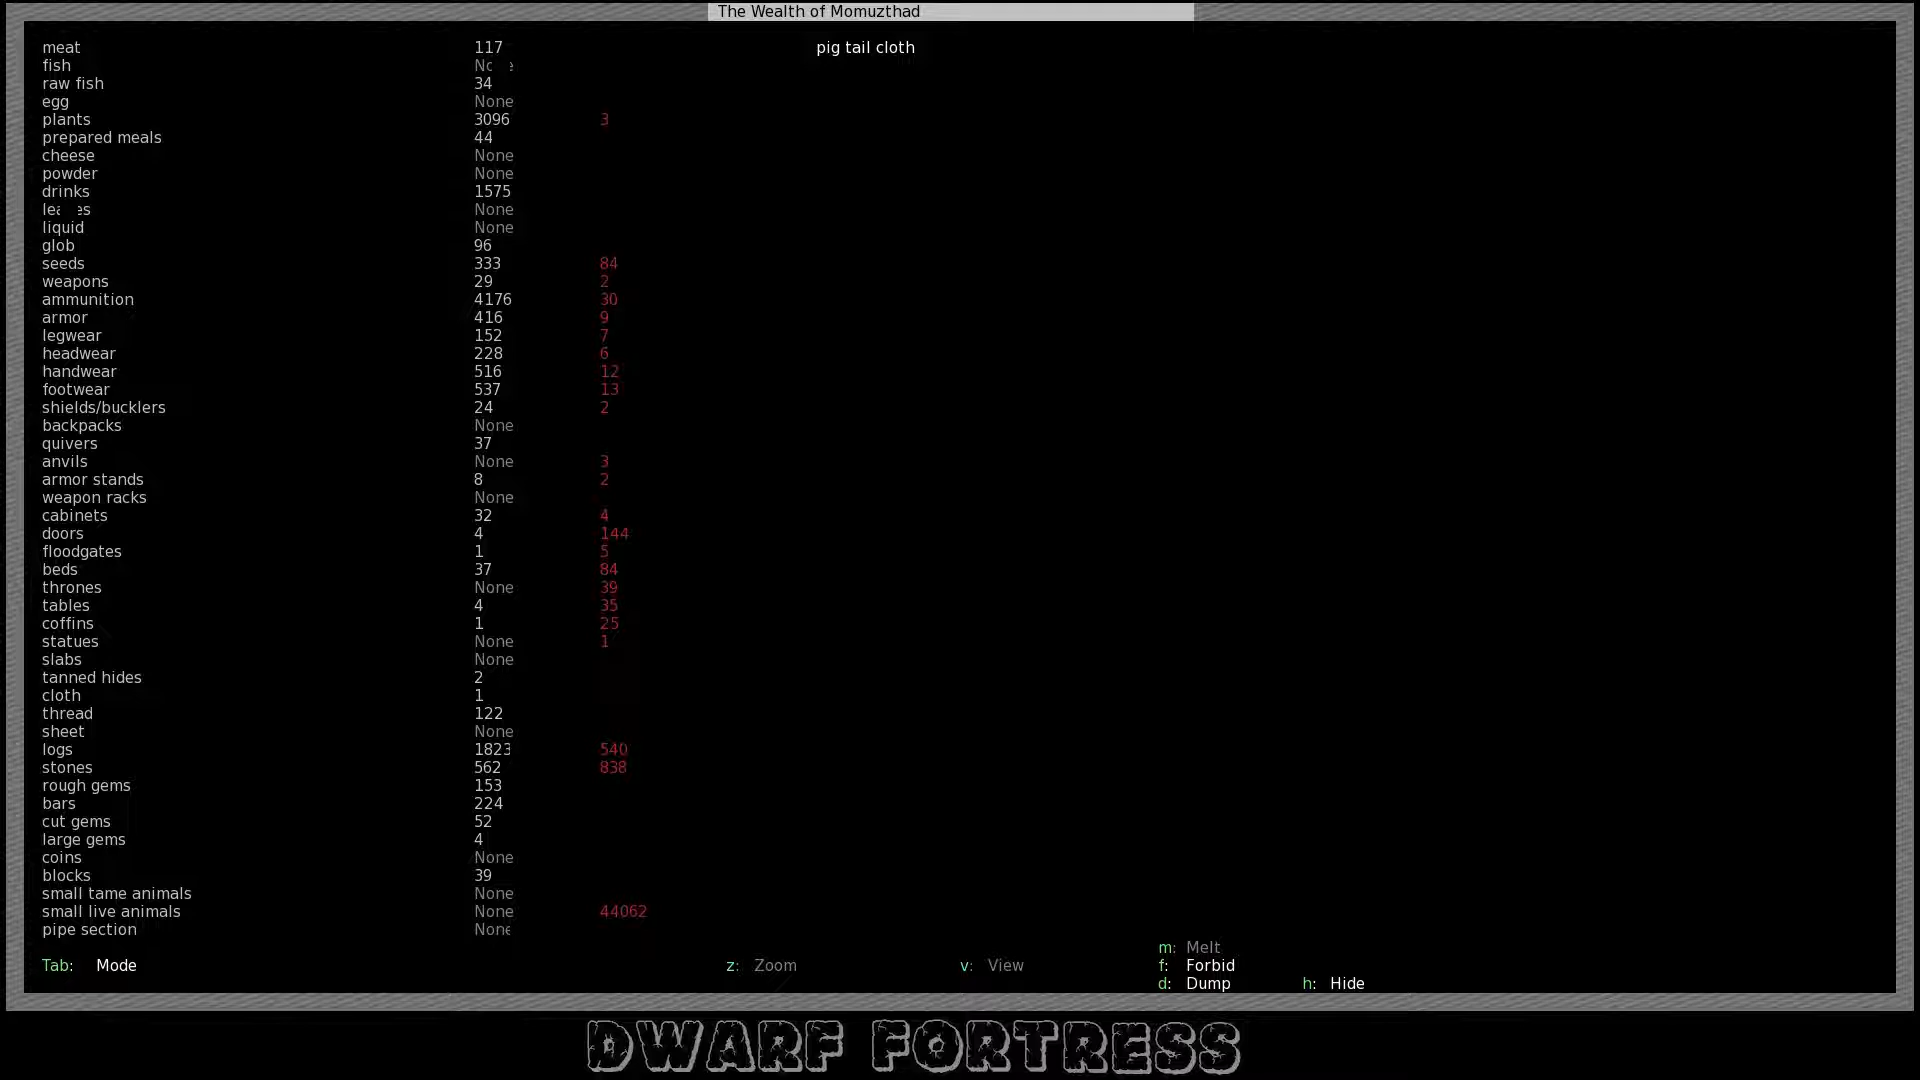 The Wealth of Momuzthad
meat 117 pig tail cloth
fish
raw fish 34
egg None
plants 3096 3
prepared meals 44
cheese None
powder None
drinks 1575
None
liquid None
glob 96
seeds 333 84
weapons 29 2
ammunition 4176 30
armor 416 9
legwear 152 7
headwear 228 6
handwear 516 12
footwear 537 13
shields/bucklers 24 2
backpacks None
quivers 37
anvils None 3
armor stands 8 2
weapon racks None
cabinets 32 4
doors 4 144
floodgates 1 5
beds 37 84
thrones None 39
tables 4 35
coffins 1 25
statues None 1
slabs None
tanned hides 2
cloth 1
thread 122
sheet None
logs 1823 540
stones 562 838
rough gems 153
bars 224
cut gems 52
large gems 4
coins None
blocks 39
small tame animals None
small live animals None 44062
pipe section None
m: Melt
Tab: Mode z: Zoom v: View f: Forbid
d: Dump h: Hide
DWARF FORTRESS